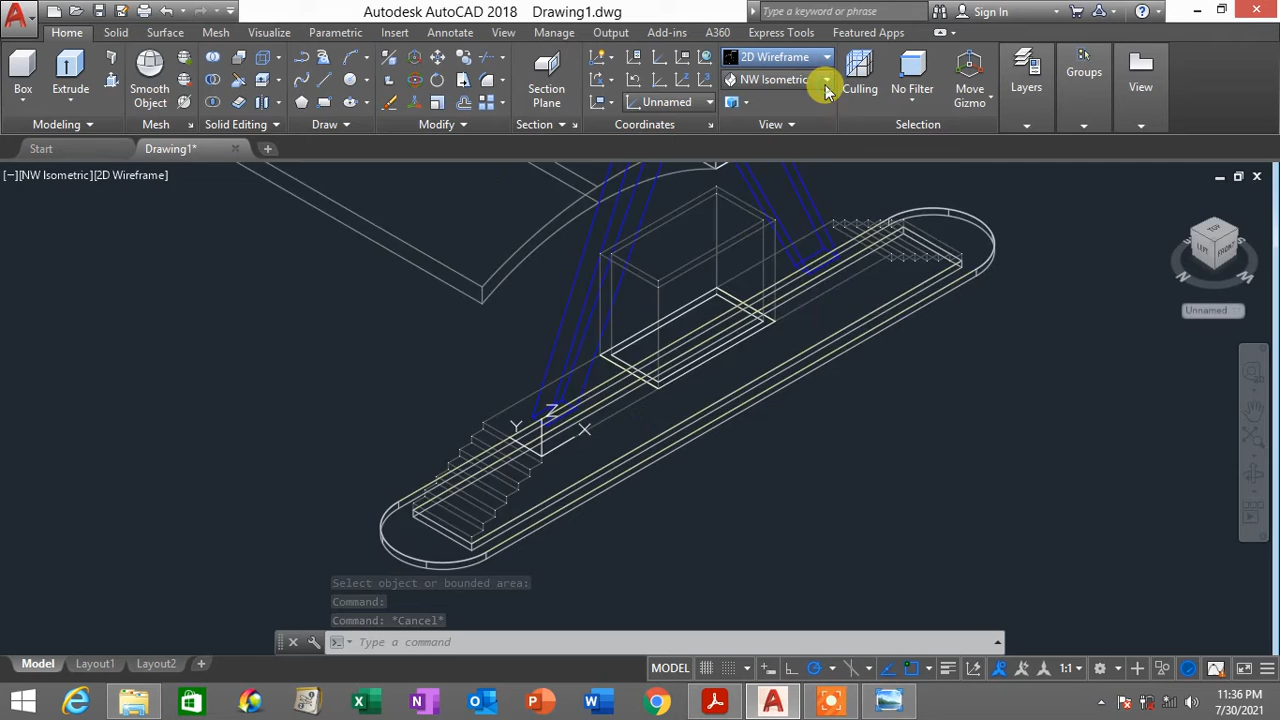 Autodesk AutoCAD 2018 Drawing1.dwg
Type a keyword or phrase
Sign In
Home Solid Surface Mesh Visualize Parametric Insert Annotate View Manage Output Add-ins A360 Express Tools Featured Apps
2D Wireframe
NW Isometric
Unnamed
Box Extrude Smooth Object Section Plane Culling No Filter Move Gizmo Layers Groups View
Modeling Mesh Solid Editing Draw Modify Section Coordinates View Selection
Start Drawing1*
[−][NW Isometric][2D Wireframe]
TOP
LEFT FRONT
N
Unnamed
Z
Y X
Select object or bounded area:
Command:
Command: *Cancel*
Type a command
Model Layout1 Layout2
MODEL 1:1
11:36 PM
7/30/2021